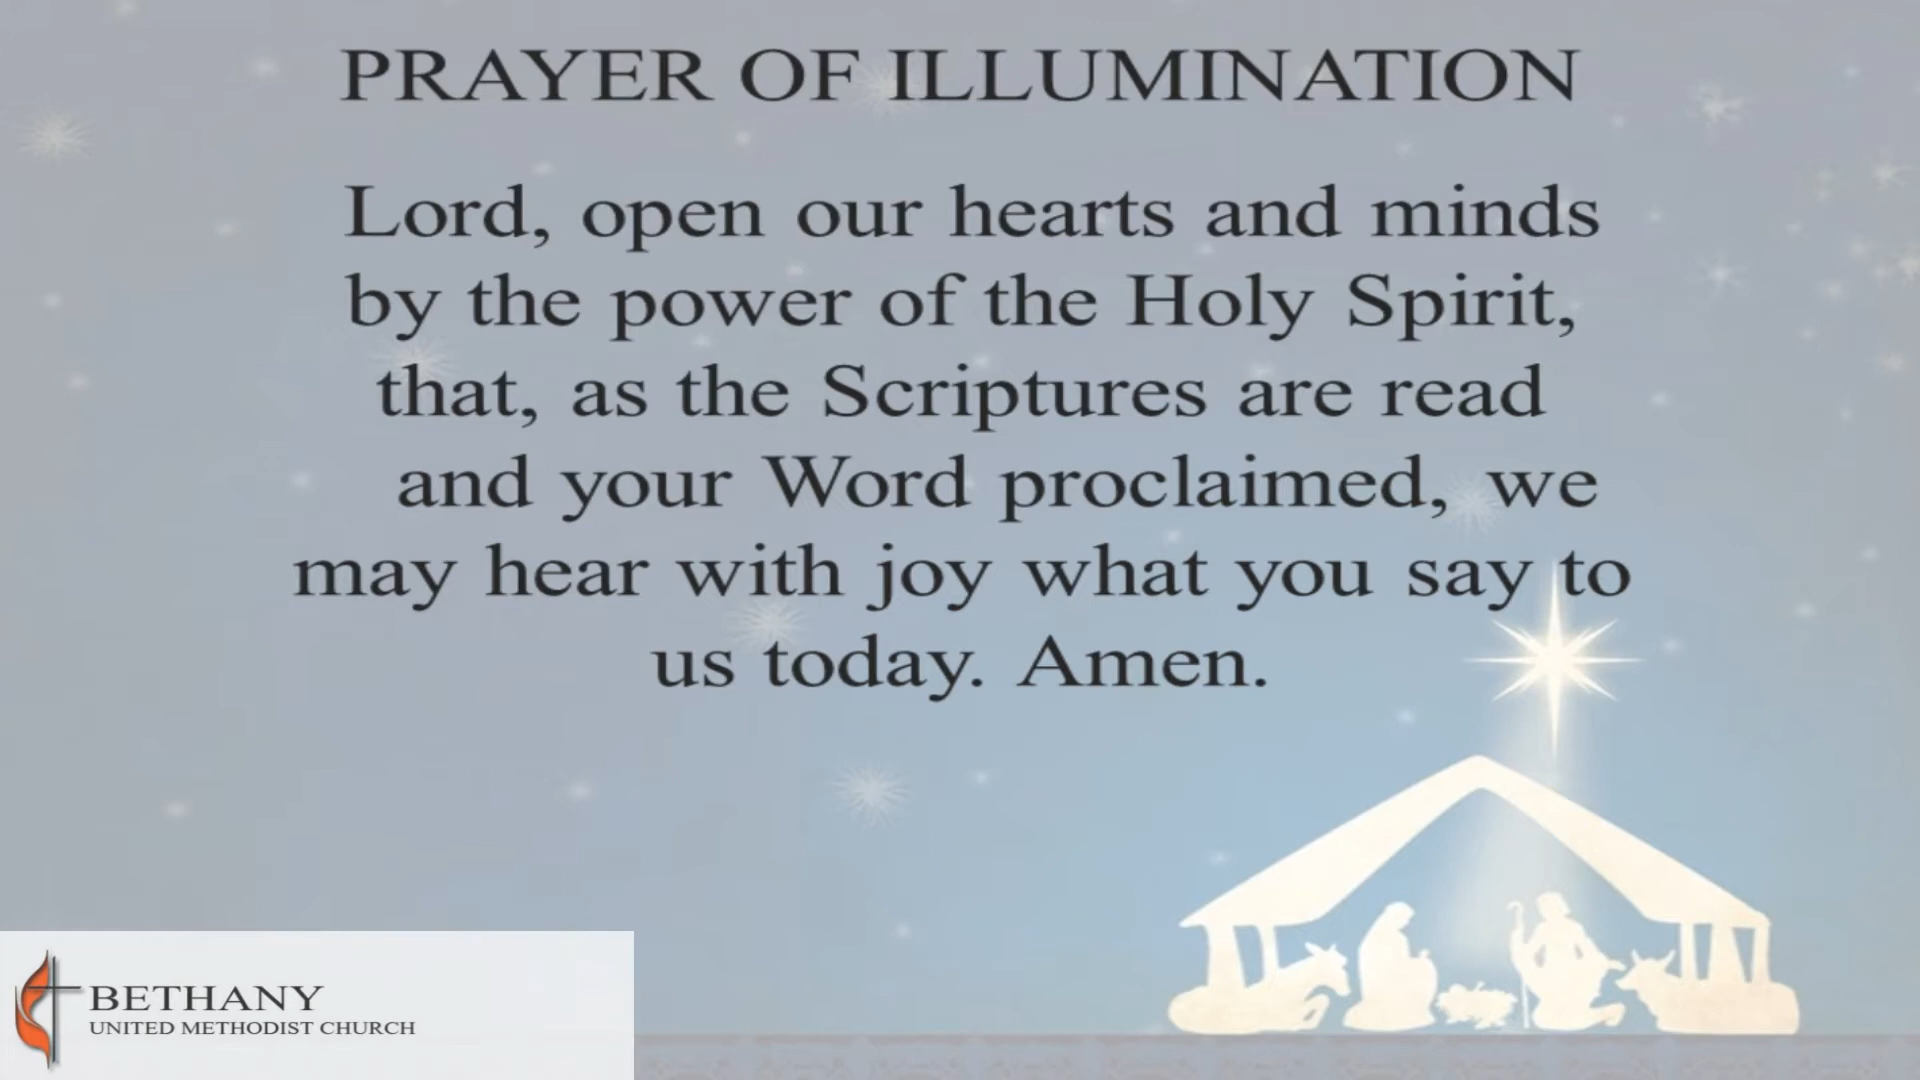 PRAYER OF ILLUMINATION
Lord, open our hearts and minds
by the power of the Holy Spirit,
that, as the Scriptures are read
and your Word proclaimed, we
may hear with joy what you say to
us today. Amen.
BETHANY
UNITED METHODIST CHURCH